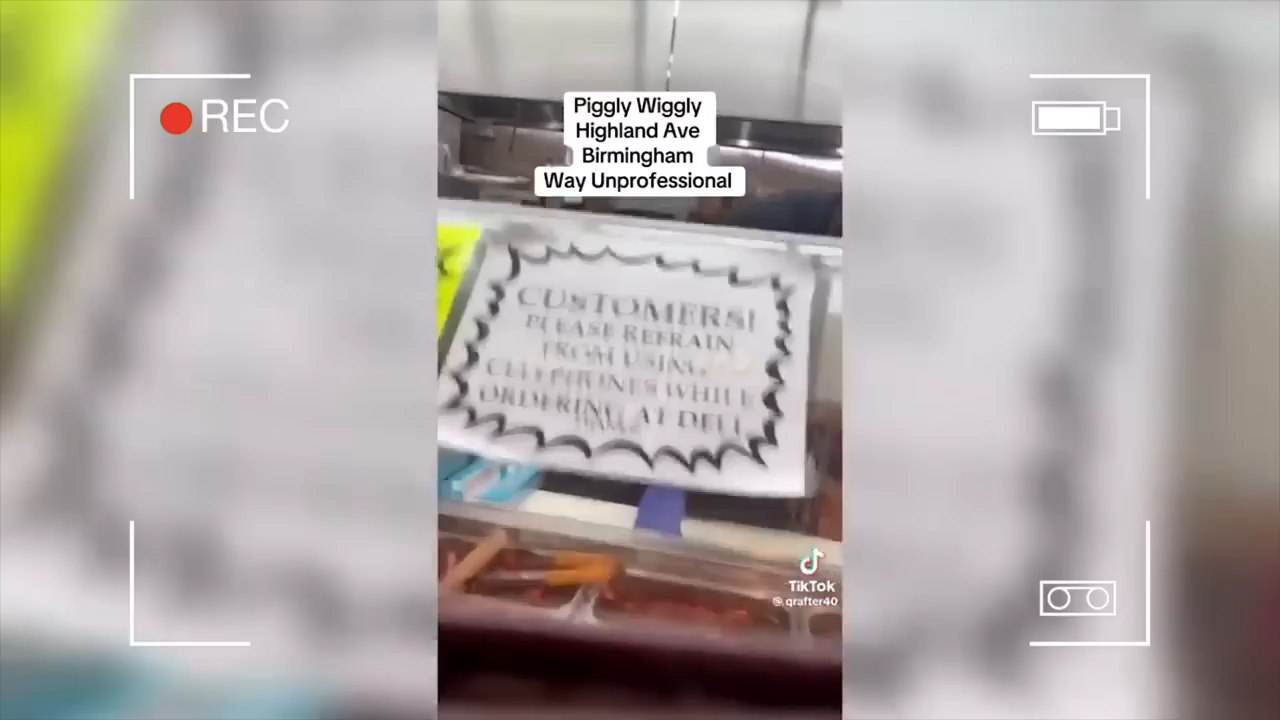 REC
Piggly Wiggly
Highland Ave
Birmingham
Way Unprofessional
CUSTOMERS!
PLEASE REFRAIN
FROM USING
CELLPHONES WHILE
ORDERING AT DELI
TikTok
@_qrafter40